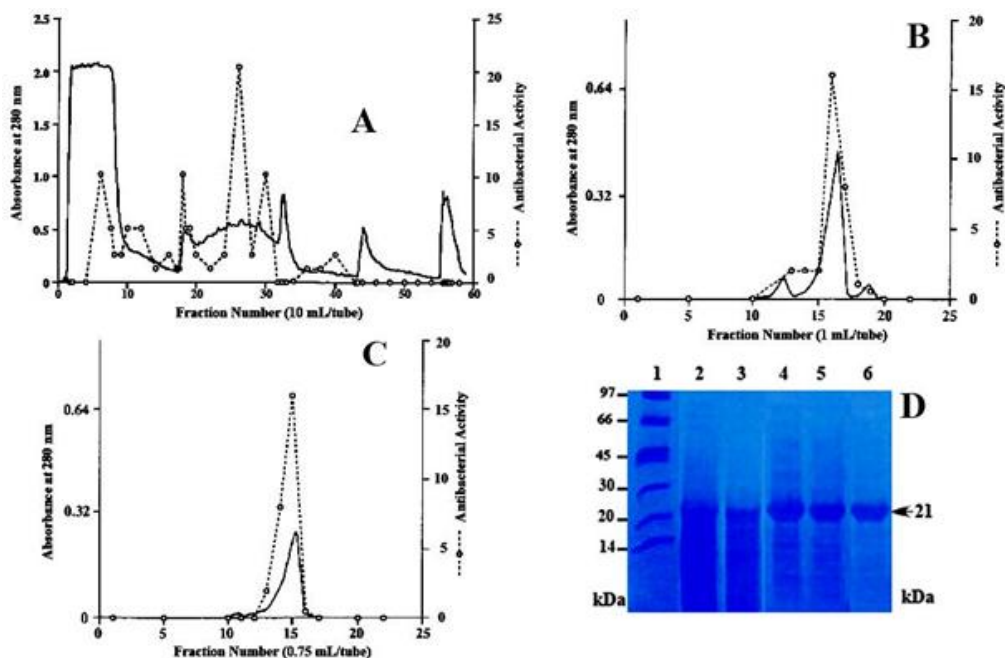 A
Absorbance at 280 nm
2.5
2.0
1.5
1.0
0.5
0
25
20
15
10
5
0
Antibacterial Activity
0 10 20 30 40 50 60
Fraction Number (10 mL/tube)
B
Absorbance at 280 nm
0.64
0.32
0
20
15
10
5
0
Antibacterial Activity
0 5 10 15 20 25
Fraction Number (1 mL/tube)
C
Absorbance at 280 nm
0.64
0.32
0
20
15
10
5
0
Antibacterial Activity
0 5 10 15 20 25
Fraction Number (0.75 mL/tube)
1 2 3 4 5 6
D
97
66
45
30
20
14
kDa
21
kDa